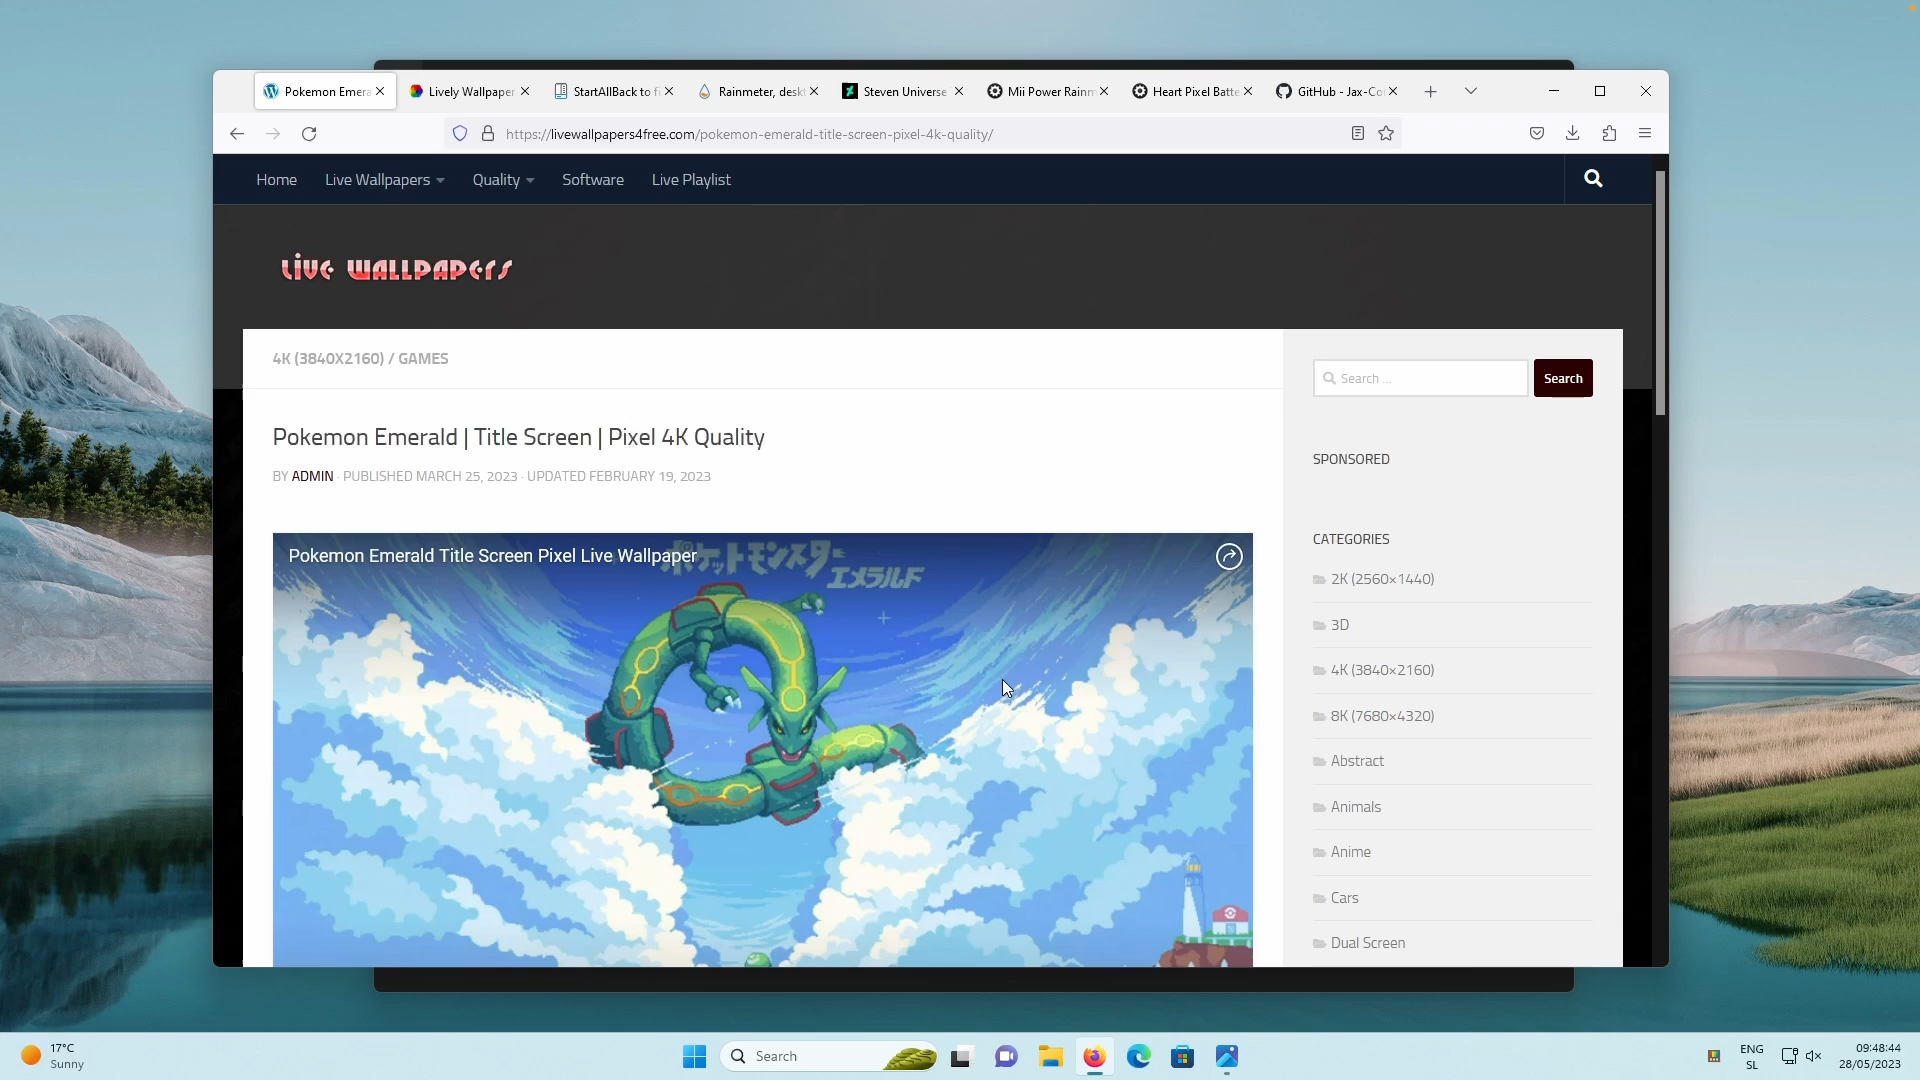 Pokemon Emera
Lively Wallpaper
StartAllBack to fi
Rainmeter, deskt
Steven Universe
Mii Power Rainm
Heart Pixel Batte
GitHub - Jax-Co
https://livewallpapers4free.com/pokemon-emerald-title-screen-pixel-4k-quality/
Home
Live Wallpapers
Quality
Software
Live Playlist
LIVE WALLPAPERS
4K (3840X2160) / GAMES
Search ...
Search
Pokemon Emerald | Title Screen | Pixel 4K Quality
BY ADMIN · PUBLISHED MARCH 25, 2023 · UPDATED FEBRUARY 19, 2023
SPONSORED
CATEGORIES
2K (2560×1440)
3D
4K (3840×2160)
8K (7680×4320)
Abstract
Animals
Anime
Cars
Dual Screen
Pokemon Emerald Title Screen Pixel Live Wallpaper
ポケットモンスター
エメラルド
17°C
Sunny
Search
ENG
SL
09:48:44
28/05/2023